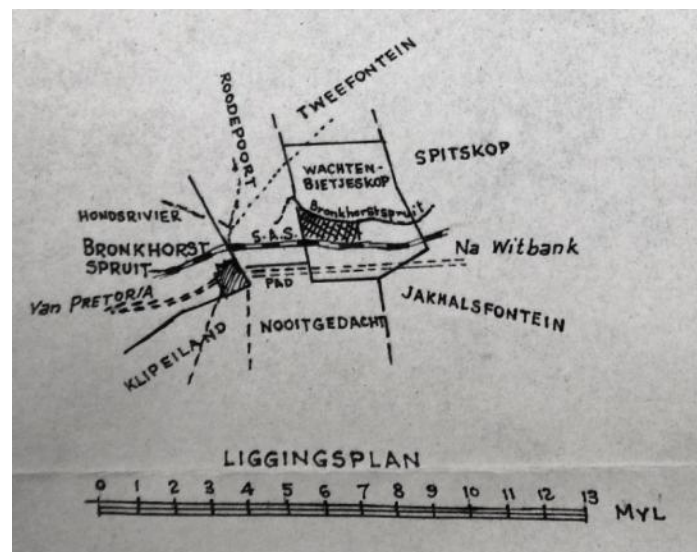 ROODEPOORT
TWEEFONTEIN
SPITSKOP
WACHTEN-
BIETJESKOP
HONDSRIVIER
Bronkhorstspruit
S.A.S.
BRONKHORST
SPRUIT
Na Witbank
Van PRETORIA
PAD
JAKHALSFONTEIN
NOOITGEDACHT
KLIPEILAND
LIGGINGSPLAN
0 1 2 3 4 5 6 7 8 9 10 11 12 13
MYL